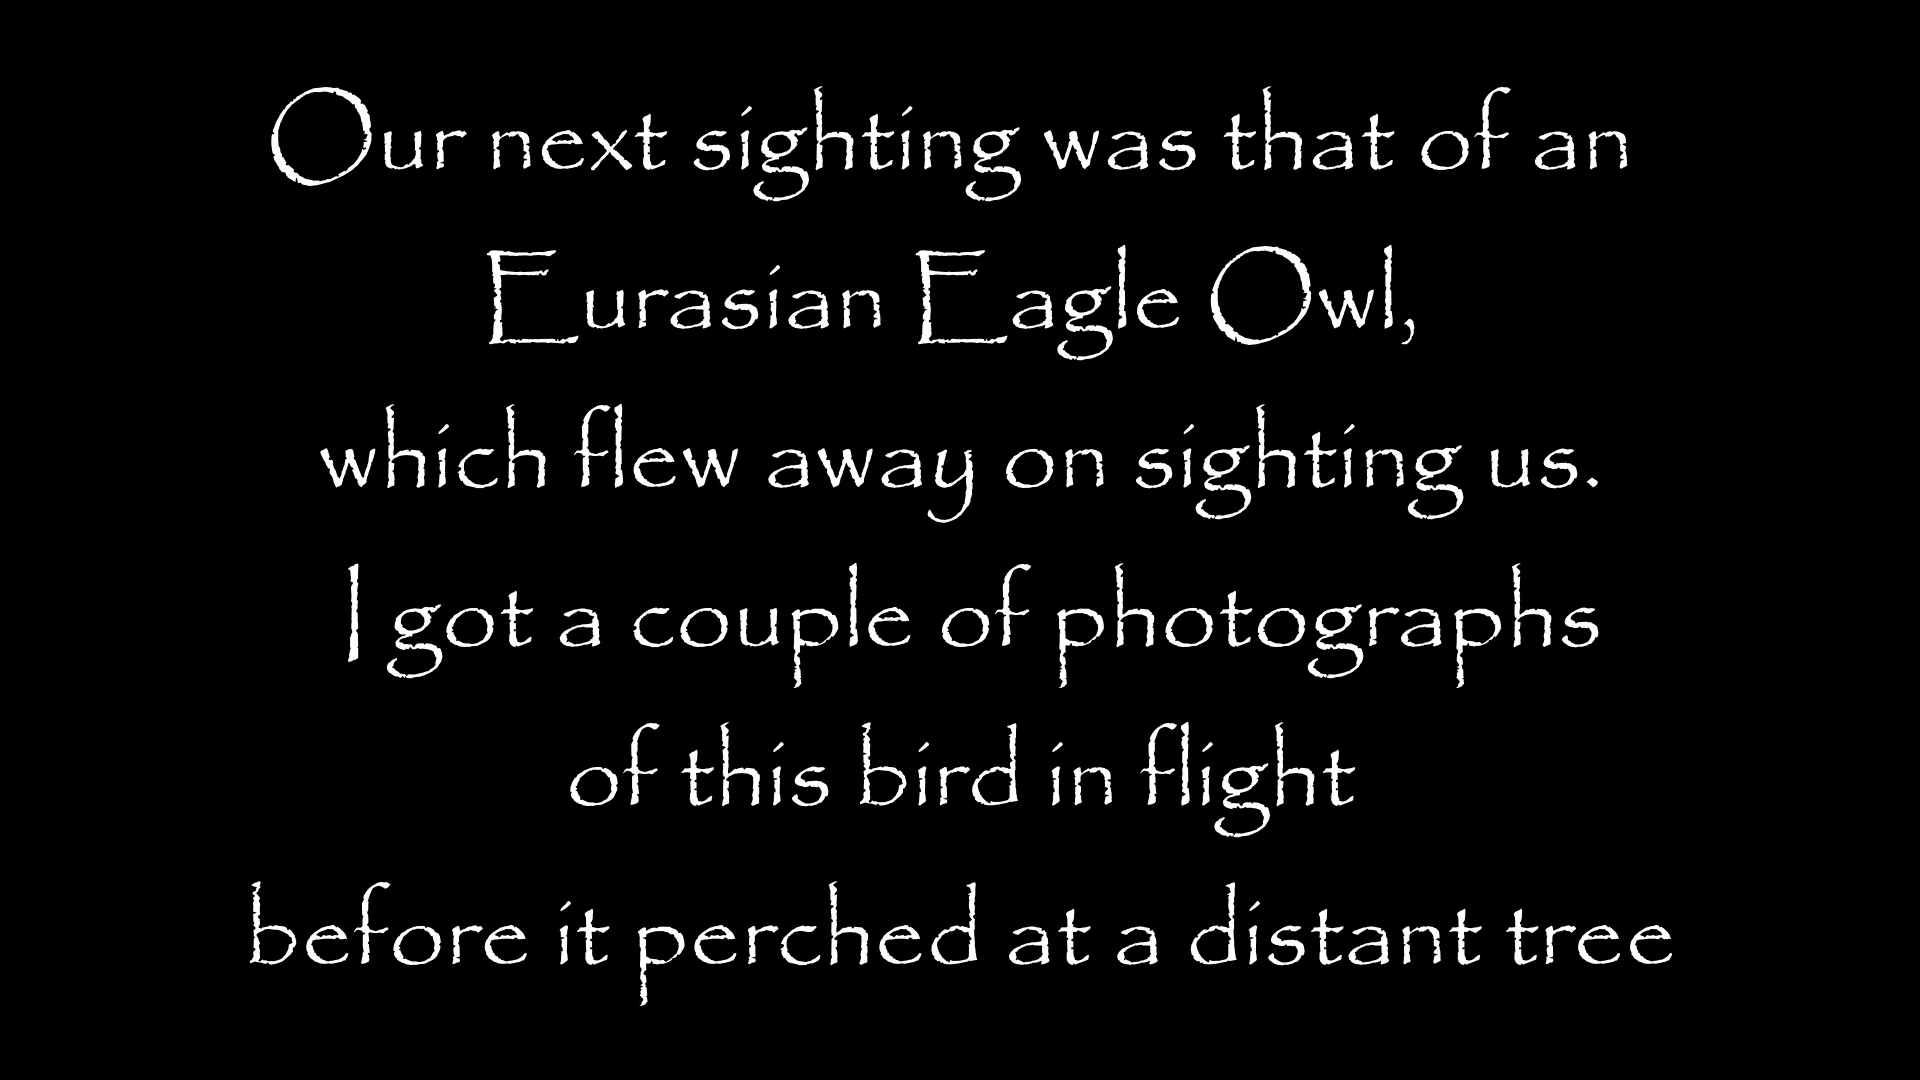 Our next sighting was that of an
Eurasian Eagle Owl,
which flew away on sighting us.
I got a couple of photographs
of this bird in flight
before it perched at a distant tree